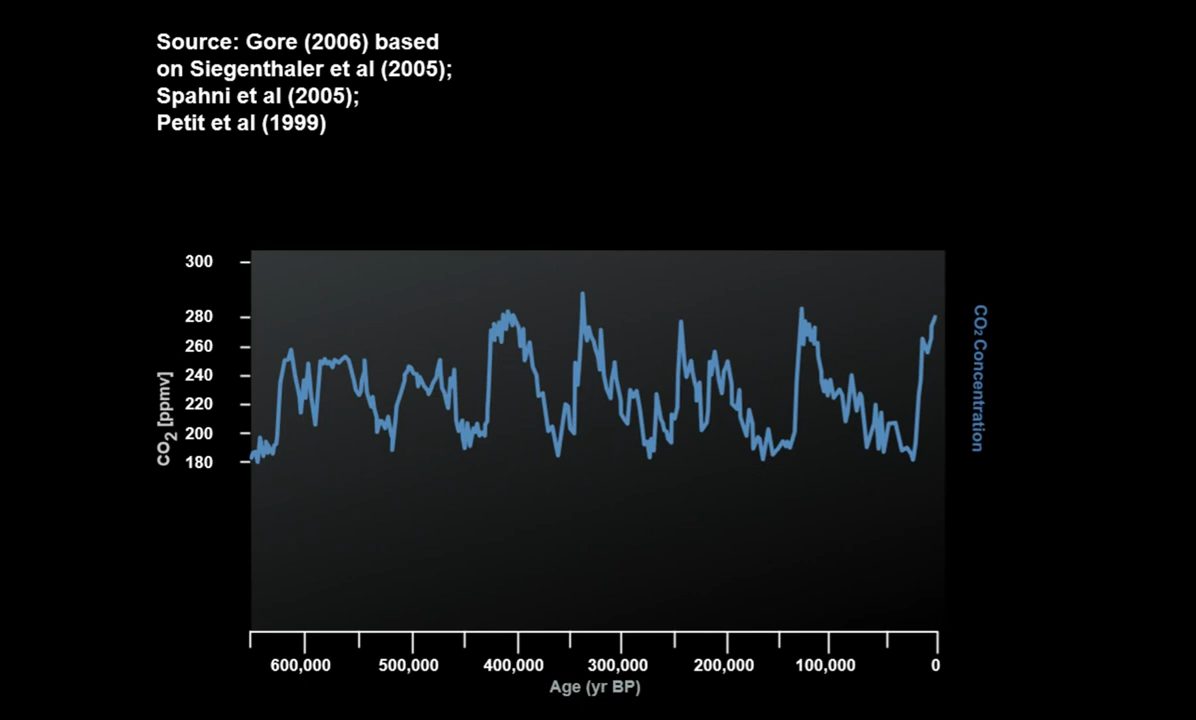 Source: Gore (2006) based
on Siegenthaler et al (2005);
Spahni et al (2005);
Petit et al (1999)
300
280
260
240
220
200
180
CO2 [ppmv]
CO2 Concentration
600,000
500,000
400,000
300,000
200,000
100,000
0
Age (yr BP)